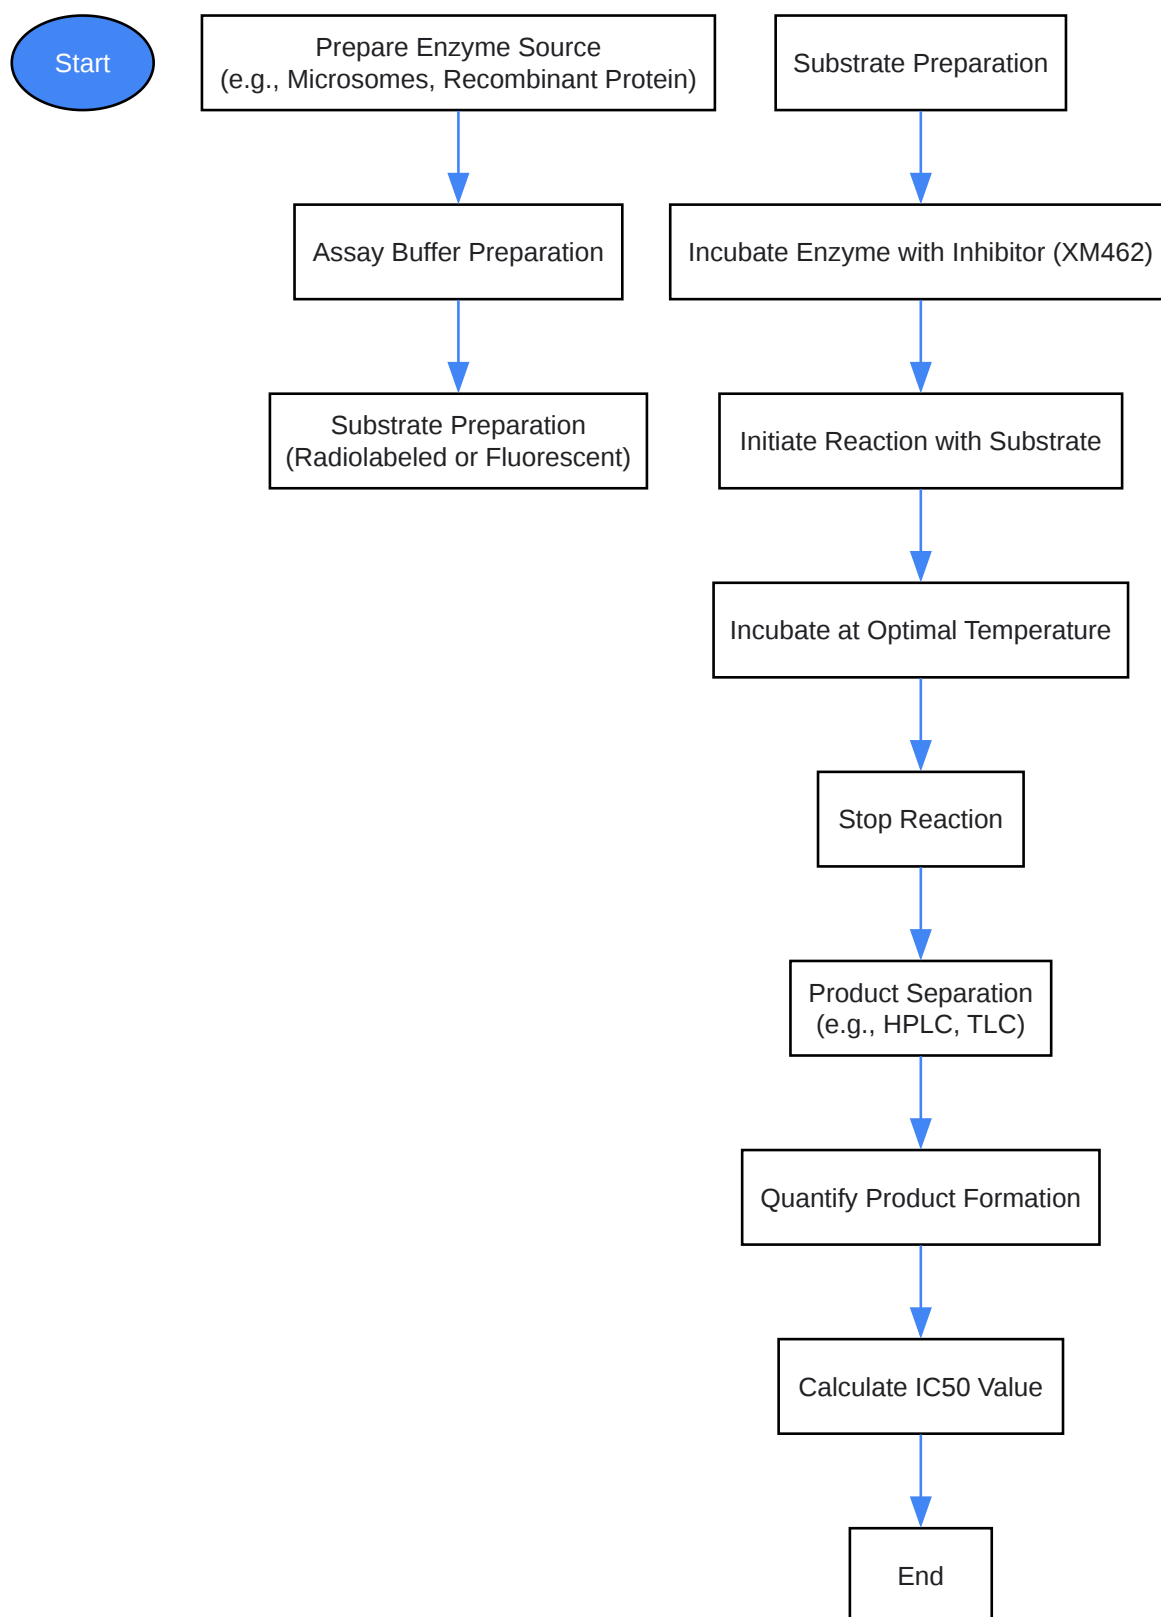 Start
Prepare Enzyme Source
(e.g., Microsomes, Recombinant Protein)
Assay Buffer Preparation
Substrate Preparation
(Radiolabeled or Fluorescent)
Substrate Preparation
Incubate Enzyme with Inhibitor (XM462)
Initiate Reaction with Substrate
Incubate at Optimal Temperature
Stop Reaction
Product Separation
(e.g., HPLC, TLC)
Quantify Product Formation
Calculate IC50 Value
End